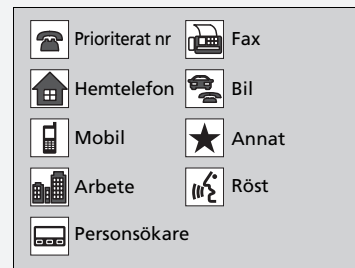 Prioriterat nr
Fax
Hemtelefon
Bil
Mobil
Annat
Arbete
Röst
Personsökare